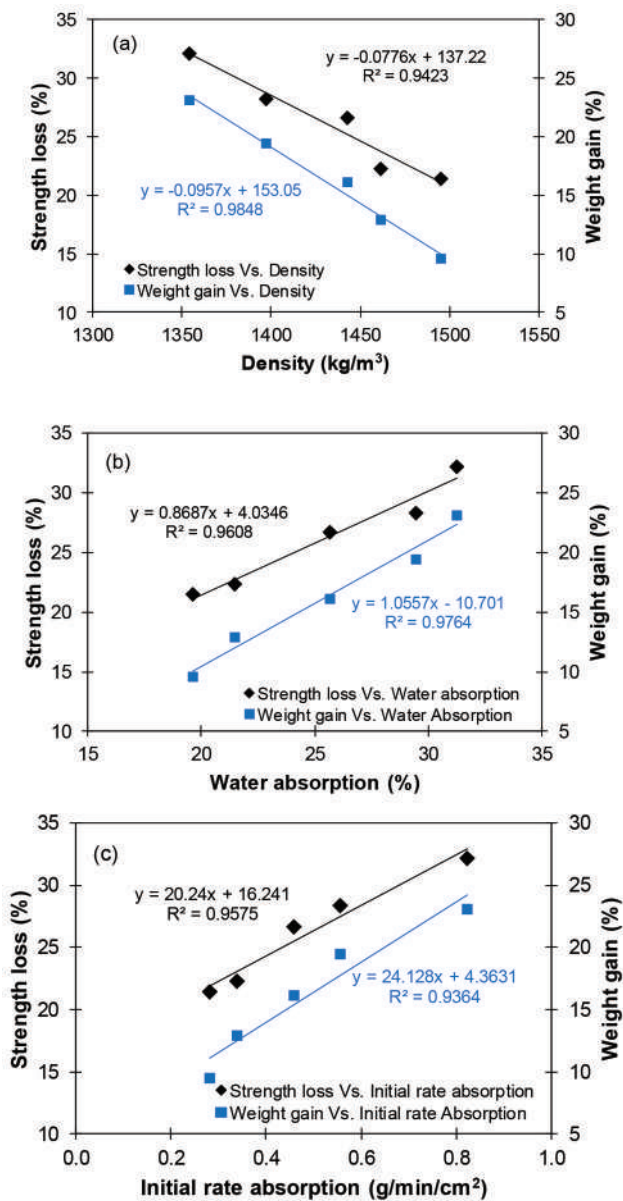 (a)
y = -0.0776x + 137.22
R² = 0.9423
y = -0.0957x + 153.05
R² = 0.9848
Strength loss Vs. Density
Weight gain Vs. Density
35
30
25
20
15
10
Strength loss (%)
30
25
20
15
10
5
Weight gain (%)
1300
1350
1400
1450
1500
1550
Density (kg/m³)
(b)
y = 0.8687x + 4.0346
R² = 0.9608
y = 1.0557x - 10.701
R² = 0.9764
Strength loss Vs. Water absorption
Weight gain Vs. Water Absorption
35
30
25
20
15
10
Strength loss (%)
30
25
20
15
10
5
Weight gain (%)
15
20
25
30
35
Water absorption (%)
(c)
y = 20.24x + 16.241
R² = 0.9575
y = 24.128x + 4.3631
R² = 0.9364
Strength loss Vs. Initial rate absorption
Weight gain Vs. Initial rate Absorption
35
30
25
20
15
10
Strength loss (%)
30
25
20
15
10
5
Weight gain (%)
0.0
0.2
0.4
0.6
0.8
1.0
Initial rate absorption (g/min/cm²)